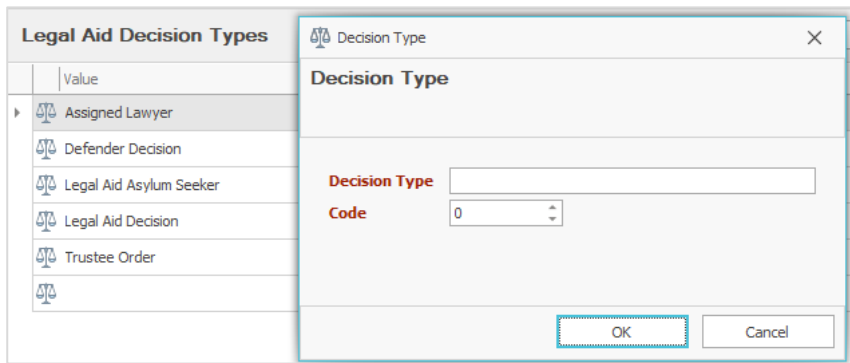 Legal Aid Decision Types
Value
Assigned Lawyer
Defender Decision
Legal Aid Asylum Seeker
Legal Aid Decision
Trustee Order
Decision Type
Decision Type
Decision Type
Code 0
OK Cancel